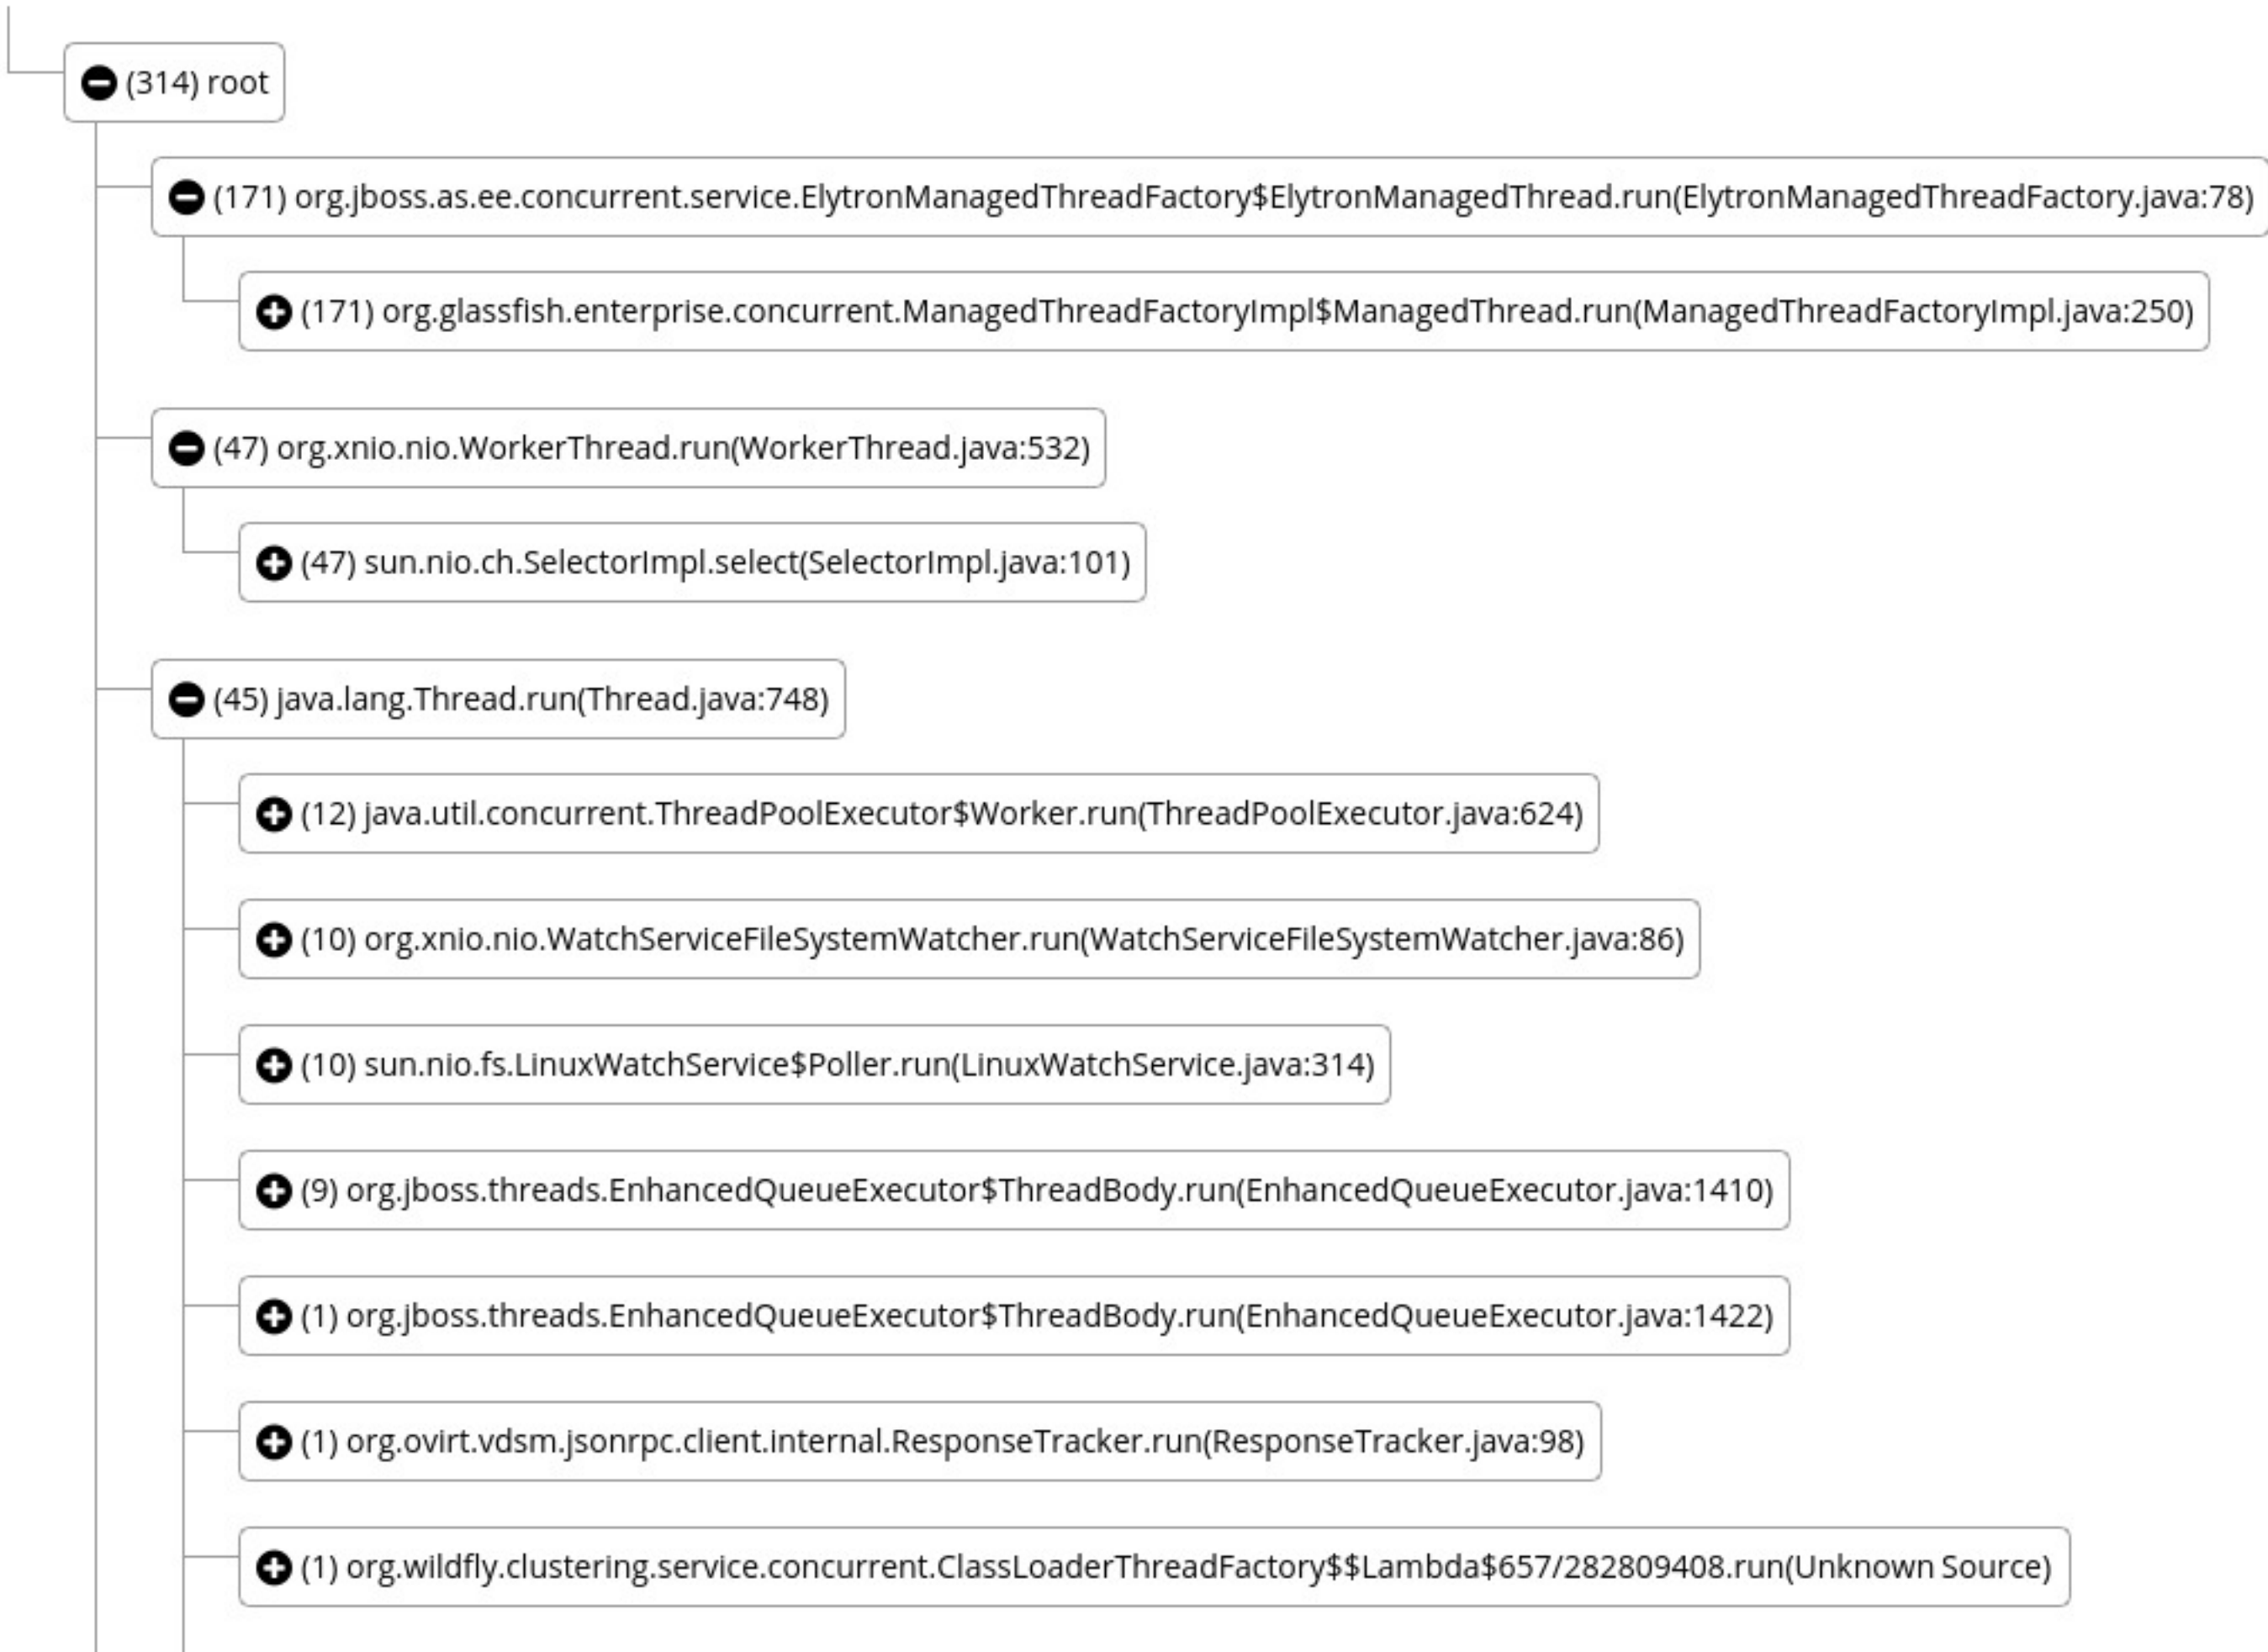 (314) root
(171) org.jboss.as.ee.concurrent.service.ElytronManagedThreadFactory$ElytronManagedThread.run(ElytronManagedThreadFactory.java:78)
(171) org.glassfish.enterprise.concurrent.ManagedThreadFactoryImpl$ManagedThread.run(ManagedThreadFactoryImpl.java:250)
(47) org.xnio.nio.WorkerThread.run(WorkerThread.java:532)
(47) sun.nio.ch.SelectorImpl.select(SelectorImpl.java:101)
(45) java.lang.Thread.run(Thread.java:748)
(12) java.util.concurrent.ThreadPoolExecutor$Worker.run(ThreadPoolExecutor.java:624)
(10) org.xnio.nio.WatchServiceFileSystemWatcher.run(WatchServiceFileSystemWatcher.java:86)
(10) sun.nio.fs.LinuxWatchService$Poller.run(LinuxWatchService.java:314)
(9) org.jboss.threads.EnhancedQueueExecutor$ThreadBody.run(EnhancedQueueExecutor.java:1410)
(1) org.jboss.threads.EnhancedQueueExecutor$ThreadBody.run(EnhancedQueueExecutor.java:1422)
(1) org.ovirt.vdsm.jsonrpc.client.internal.ResponseTracker.run(ResponseTracker.java:98)
(1) org.wildfly.clustering.service.concurrent.ClassLoaderThreadFactory$$Lambda$657/282809408.run(Unknown Source)